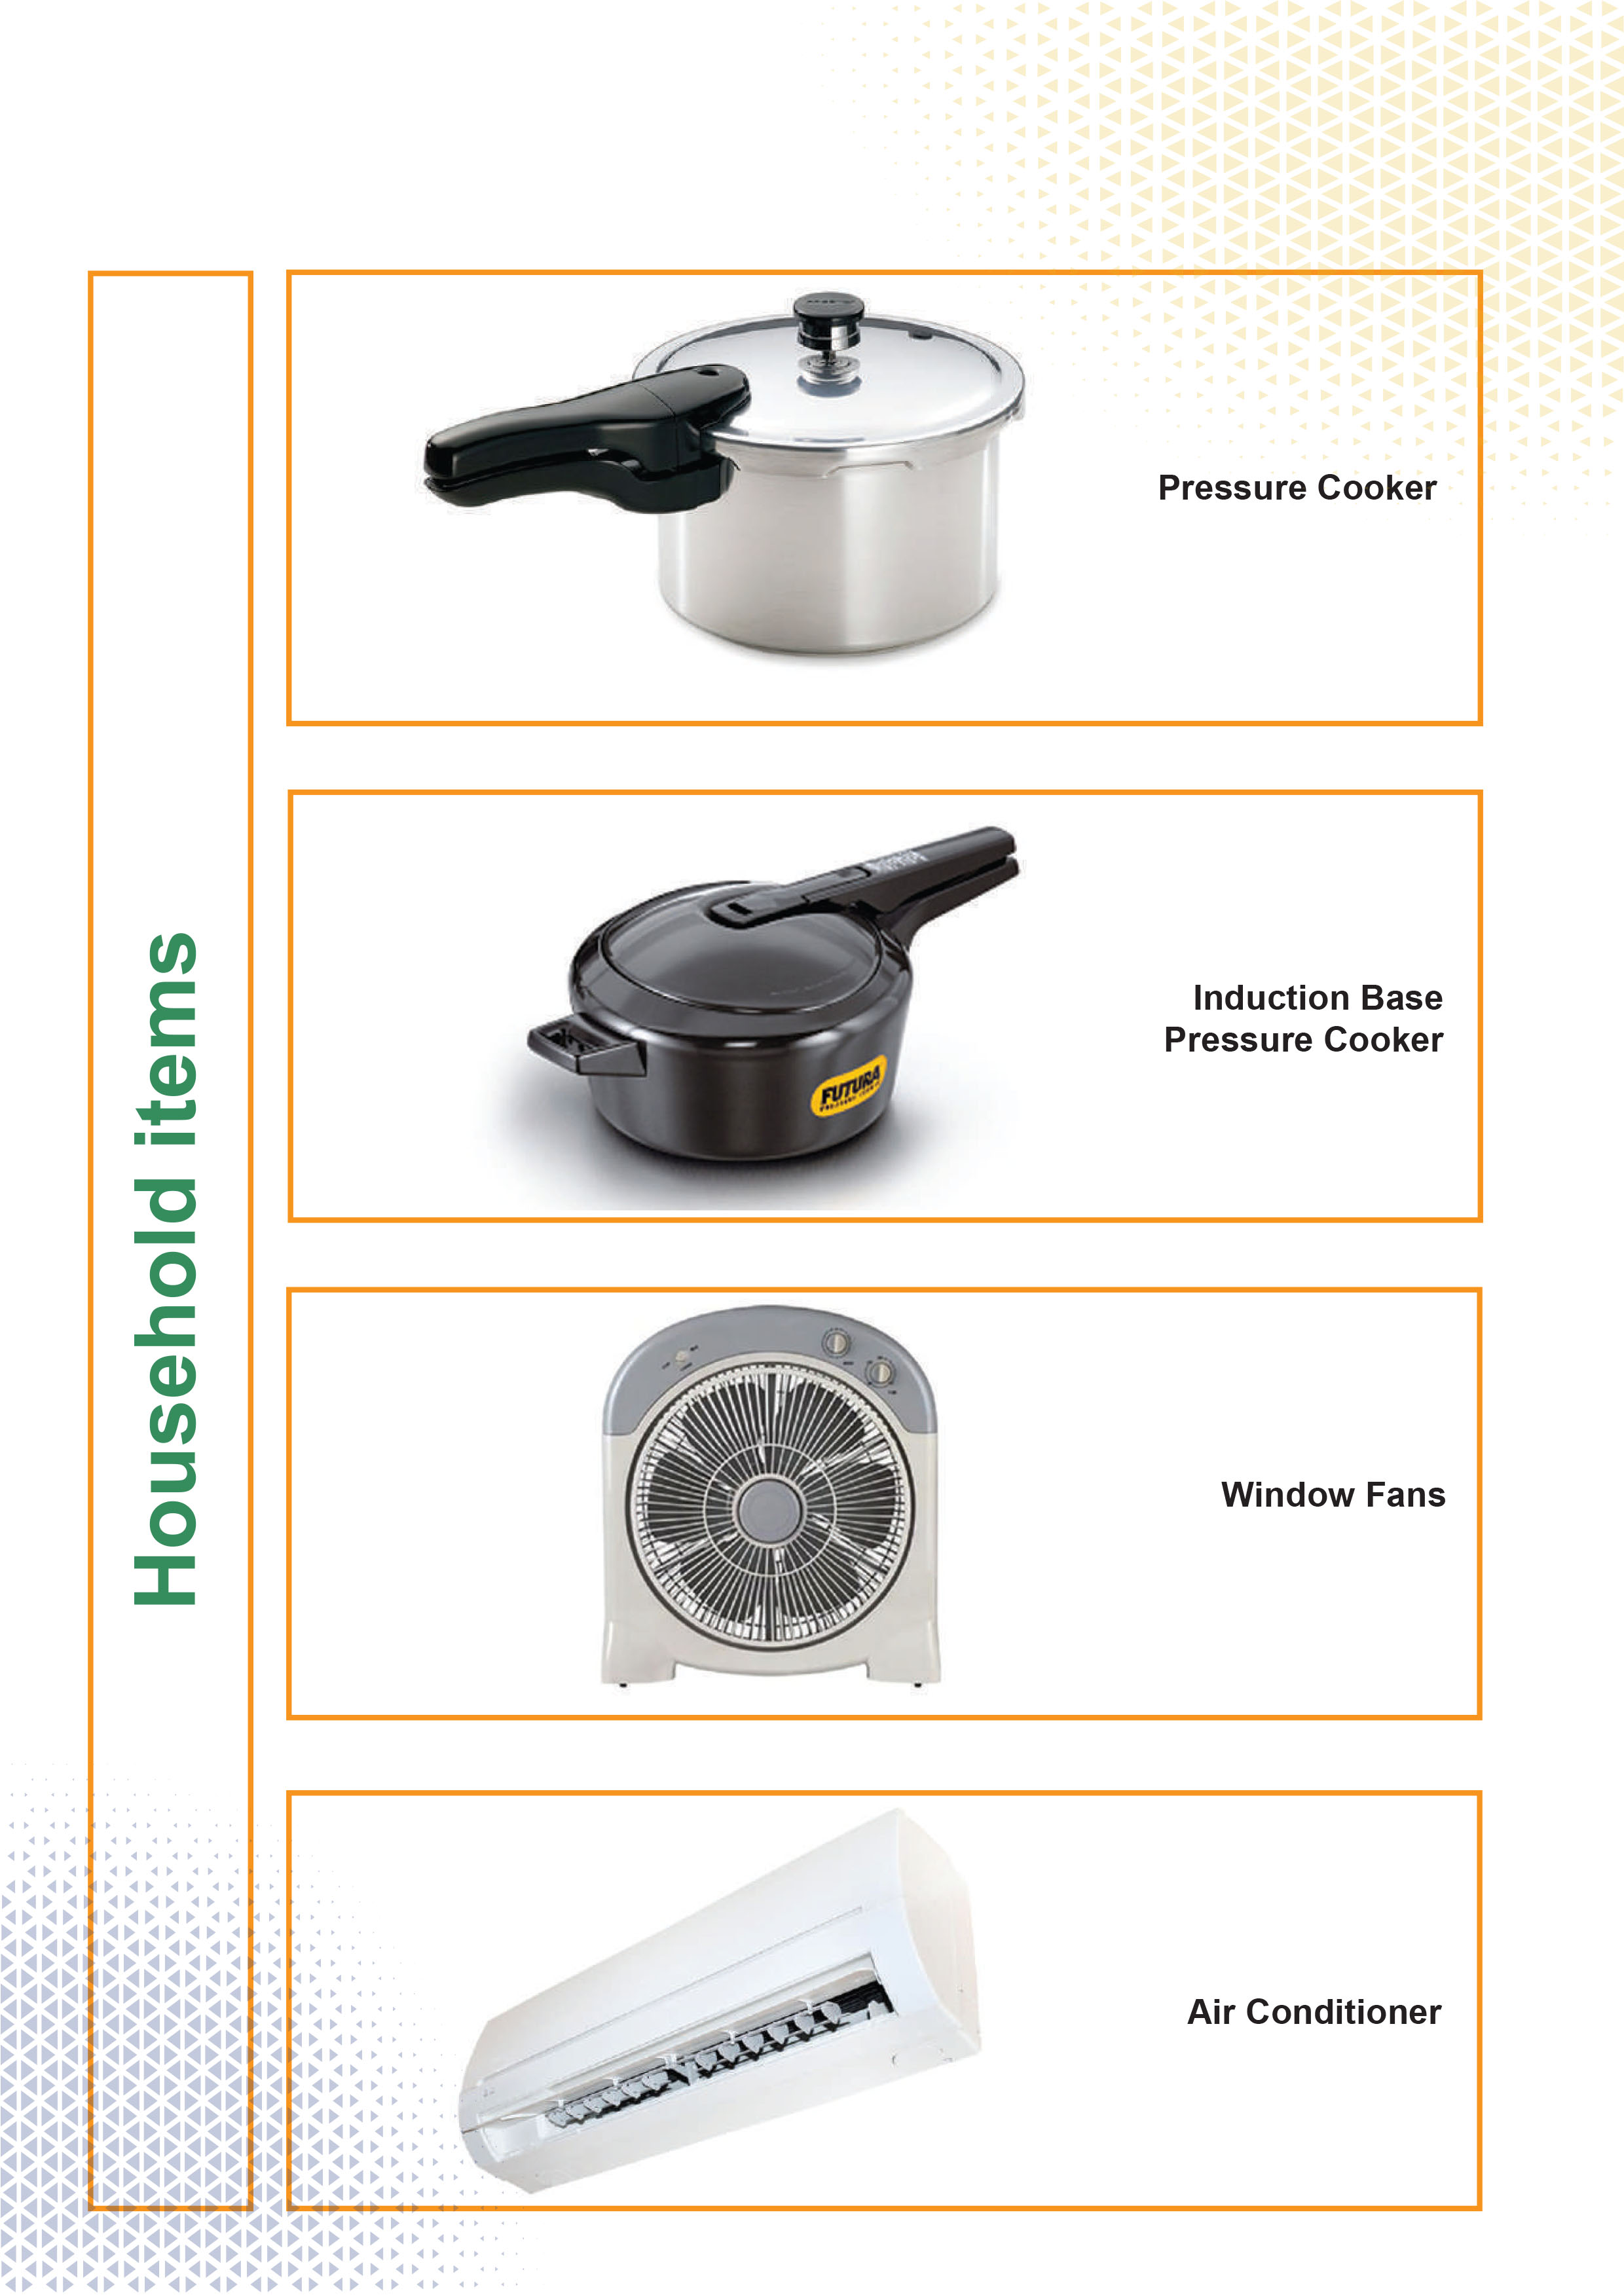 Household items
Pressure Cooker
FUTURA
Induction Base
Pressure Cooker
Window Fans
Air Conditioner